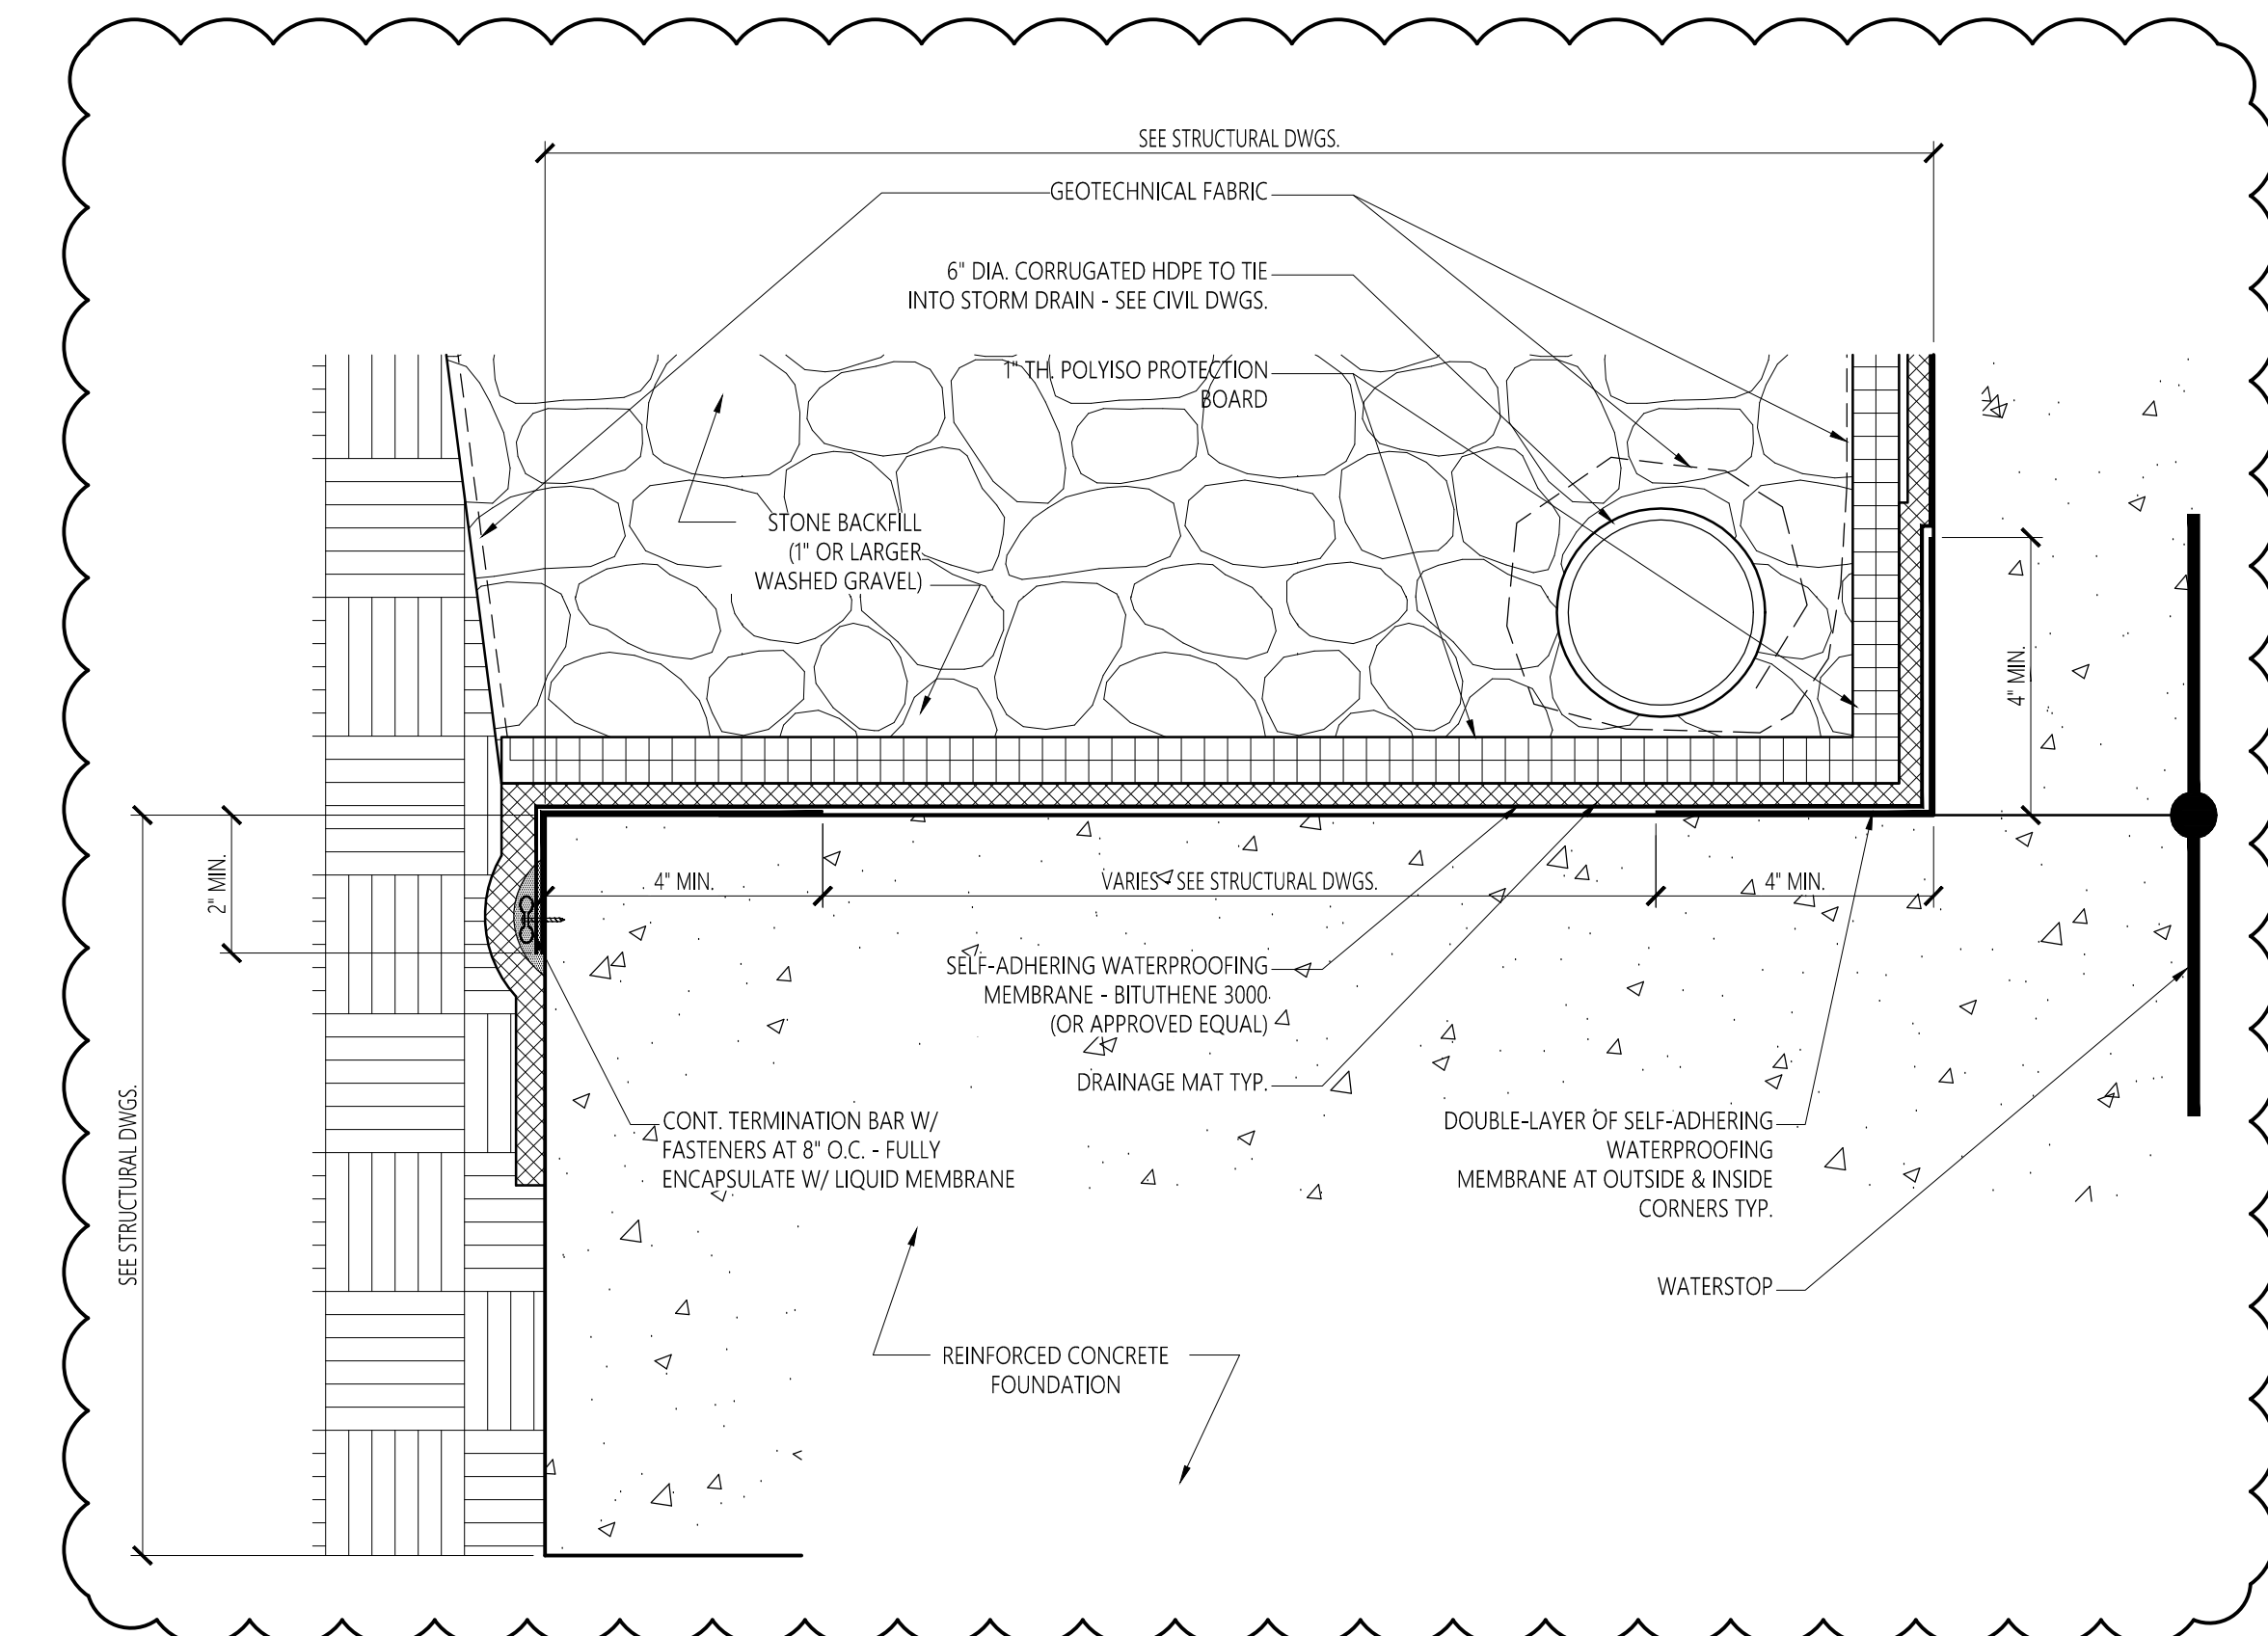 SEE STRUCTURAL DWGS.
GEOTECHNICAL FABRIC
6" DIA. CORRUGATED HDPE TO TIE
INTO STORM DRAIN - SEE CIVIL DWGS.
1" TH. POLYISO PROTECTION
BOARD
STONE BACKFILL
(1" OR LARGER
WASHED GRAVEL)
4" MIN.
2" MIN.
4" MIN.
VARIES - SEE STRUCTURAL DWGS.
4" MIN.
SELF-ADHERING WATERPROOFING
MEMBRANE - BITUTHENE 3000
(OR APPROVED EQUAL)
DRAINAGE MAT TYP.
SEE STRUCTURAL DWGS.
CONT. TERMINATION BAR W/
FASTENERS AT 8" O.C. - FULLY
ENCAPSULATE W/ LIQUID MEMBRANE
DOUBLE-LAYER OF SELF-ADHERING
WATERPROOFING
MEMBRANE AT OUTSIDE & INSIDE
CORNERS TYP.
WATERSTOP
REINFORCED CONCRETE
FOUNDATION